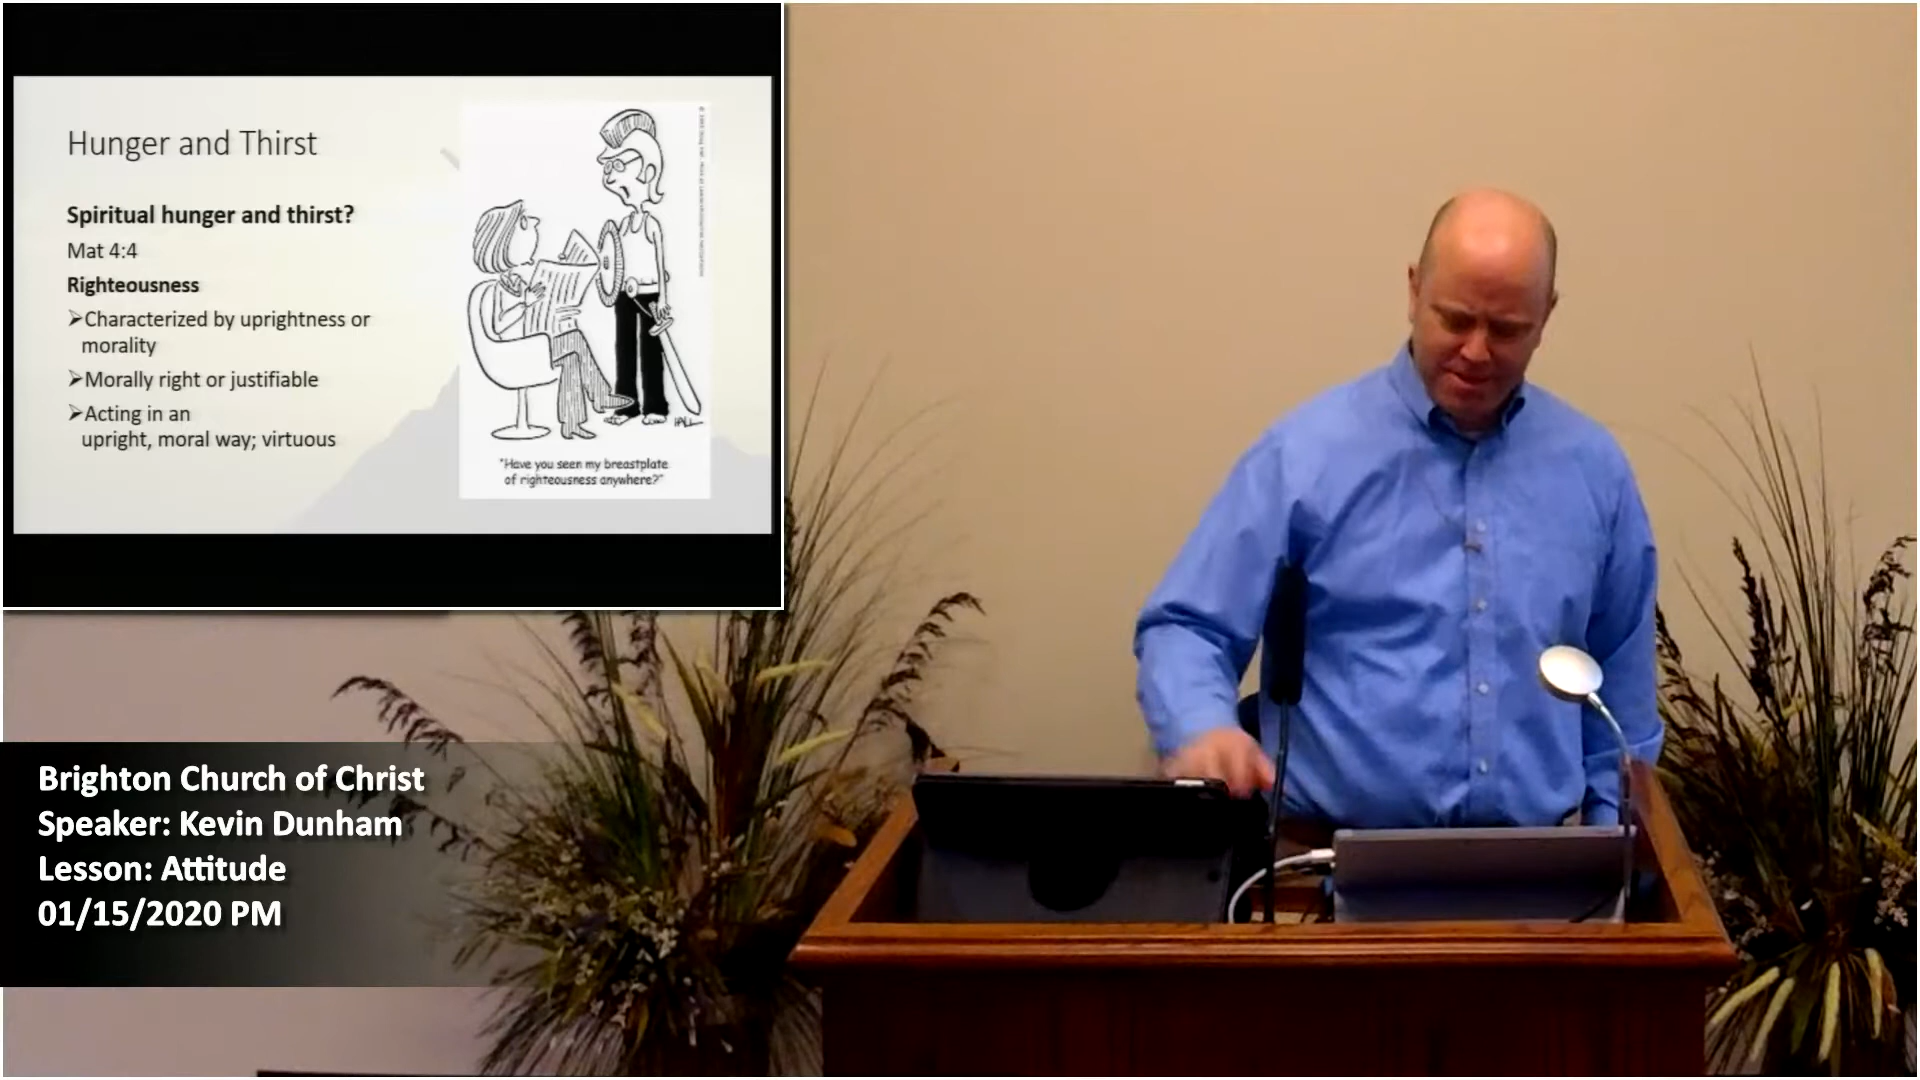 Hunger and Thirst
Spiritual hunger and thirst?
Mat 4:4
Righteousness
➢Characterized by uprightness or
morality
➢Morally right or justifiable
➢Acting in an
upright, moral way; virtuous
HALL
"Have you seen my breastplate
of righteousness anywhere?"
Brighton Church of Christ
Speaker: Kevin Dunham
Lesson: Attitude
01/15/2020 PM